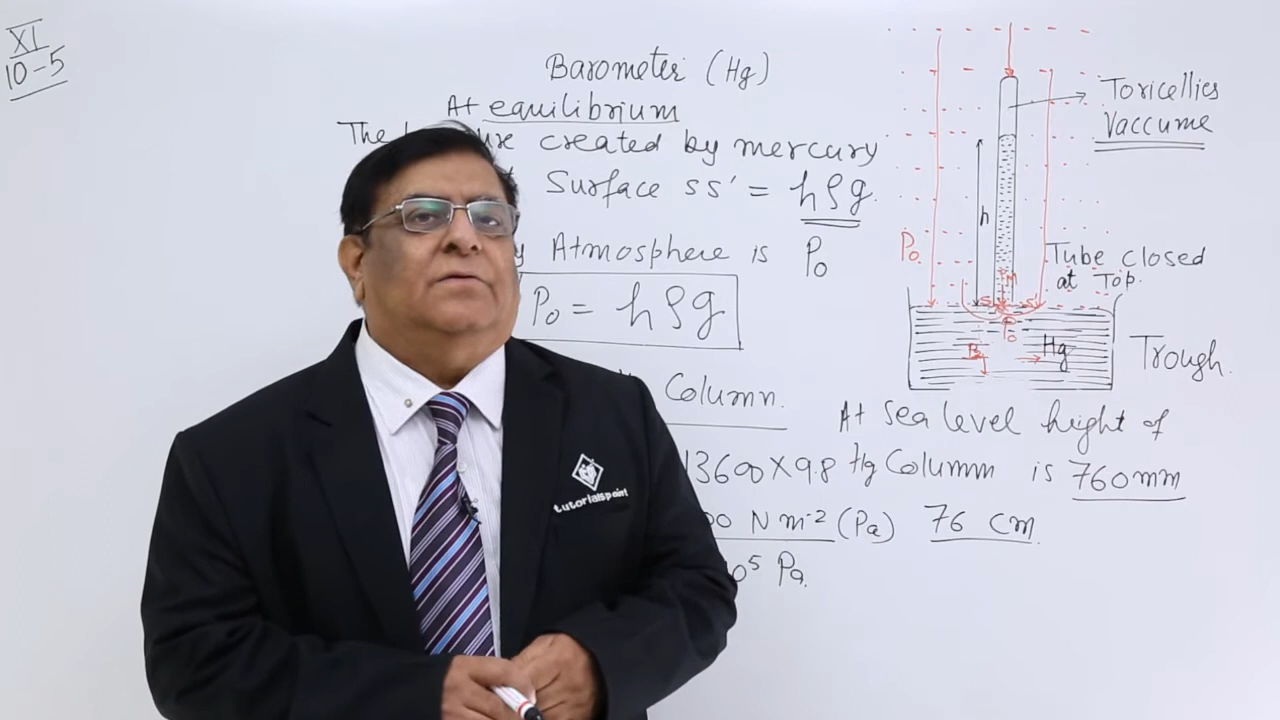 XI
10-5
Barometer (Hg)
At equilibrium
The created by mercury
Surface SS' = hρg.
Atmosphere is P₀
P₀ = hρg
Column.
13600 X 9.8
N m⁻² (Pa)
10⁵ Pa.
Toricellies
Vaccume
h
P₀
Tube closed
at Top.
S S'
P₀
Hg
Trough.
At sea level height of
Hg Column is 760mm
76 cm
tutorialspoint